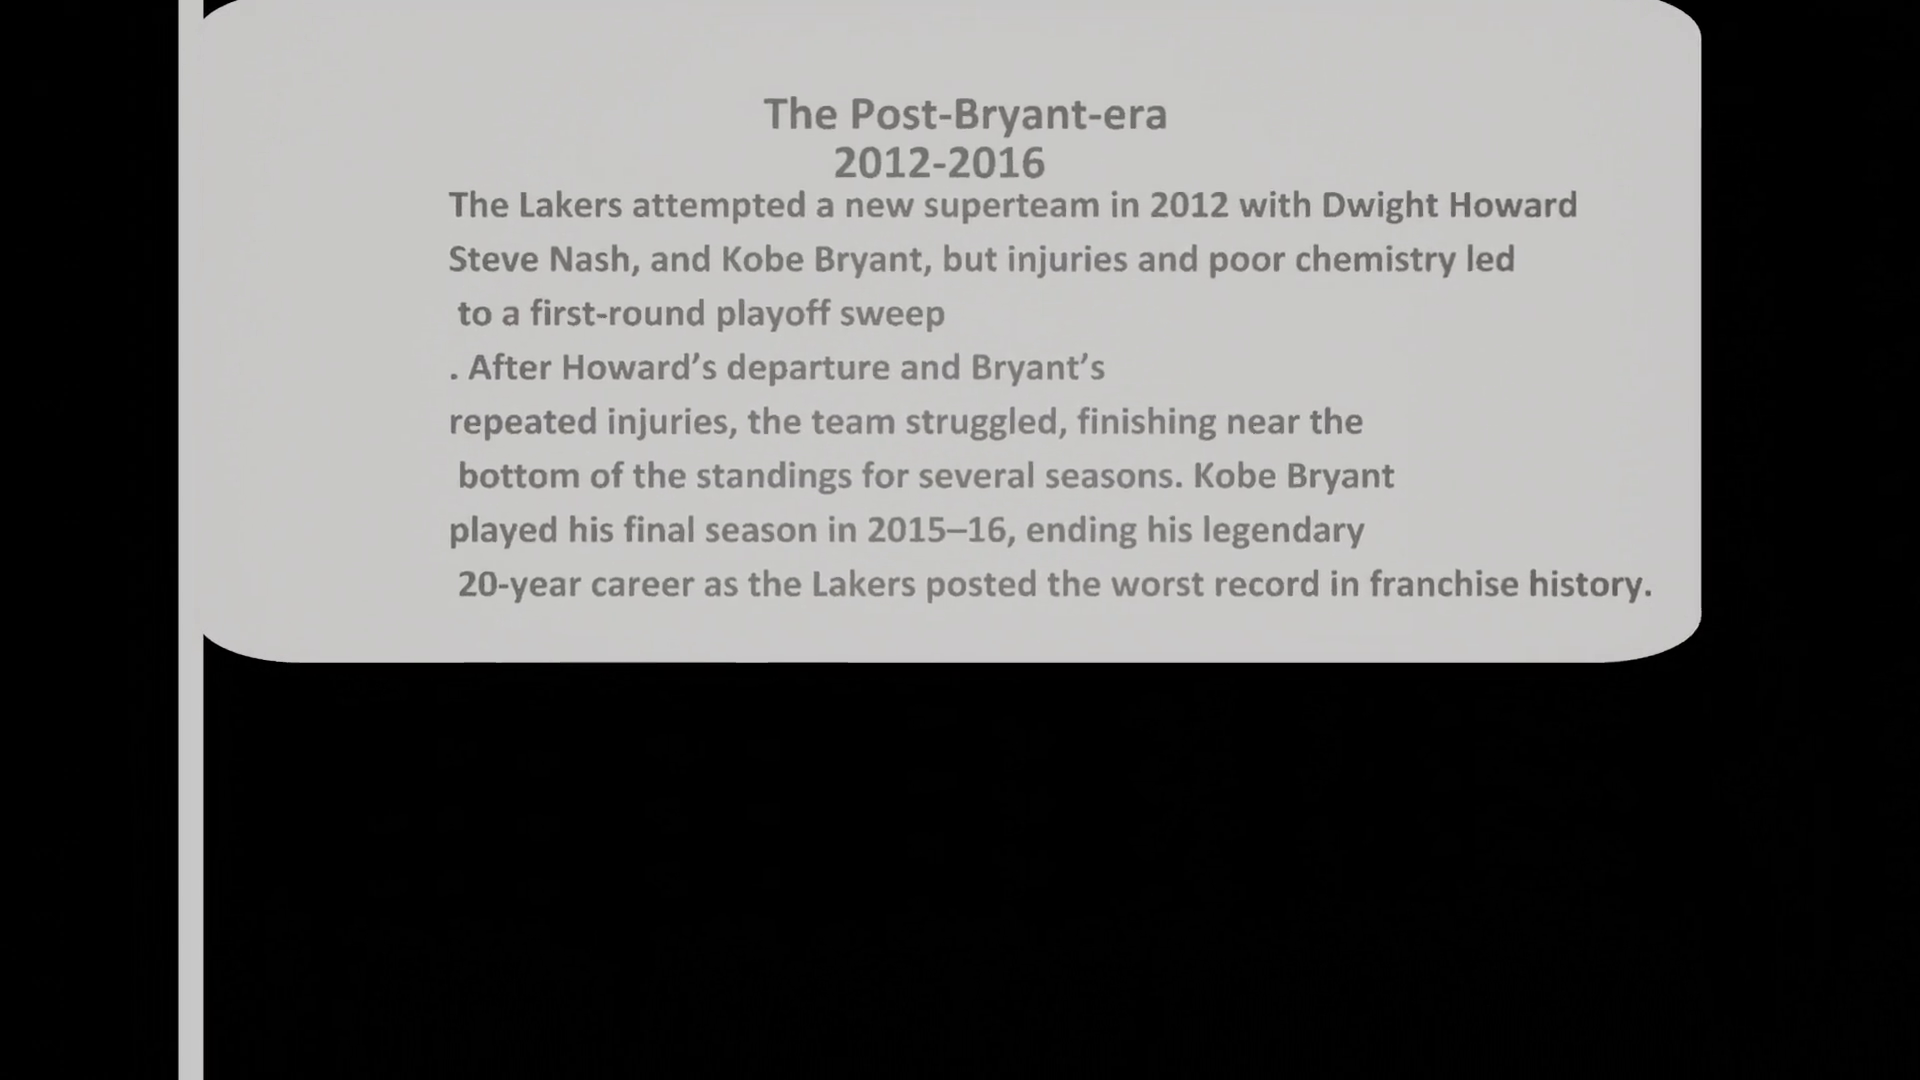 The Post-Bryant-era
2012-2016
The Lakers attempted a new superteam in 2012 with Dwight Howard
Steve Nash, and Kobe Bryant, but injuries and poor chemistry led
to a first-round playoff sweep
. After Howard’s departure and Bryant’s
repeated injuries, the team struggled, finishing near the
bottom of the standings for several seasons. Kobe Bryant
played his final season in 2015–16, ending his legendary
20-year career as the Lakers posted the worst record in franchise history.